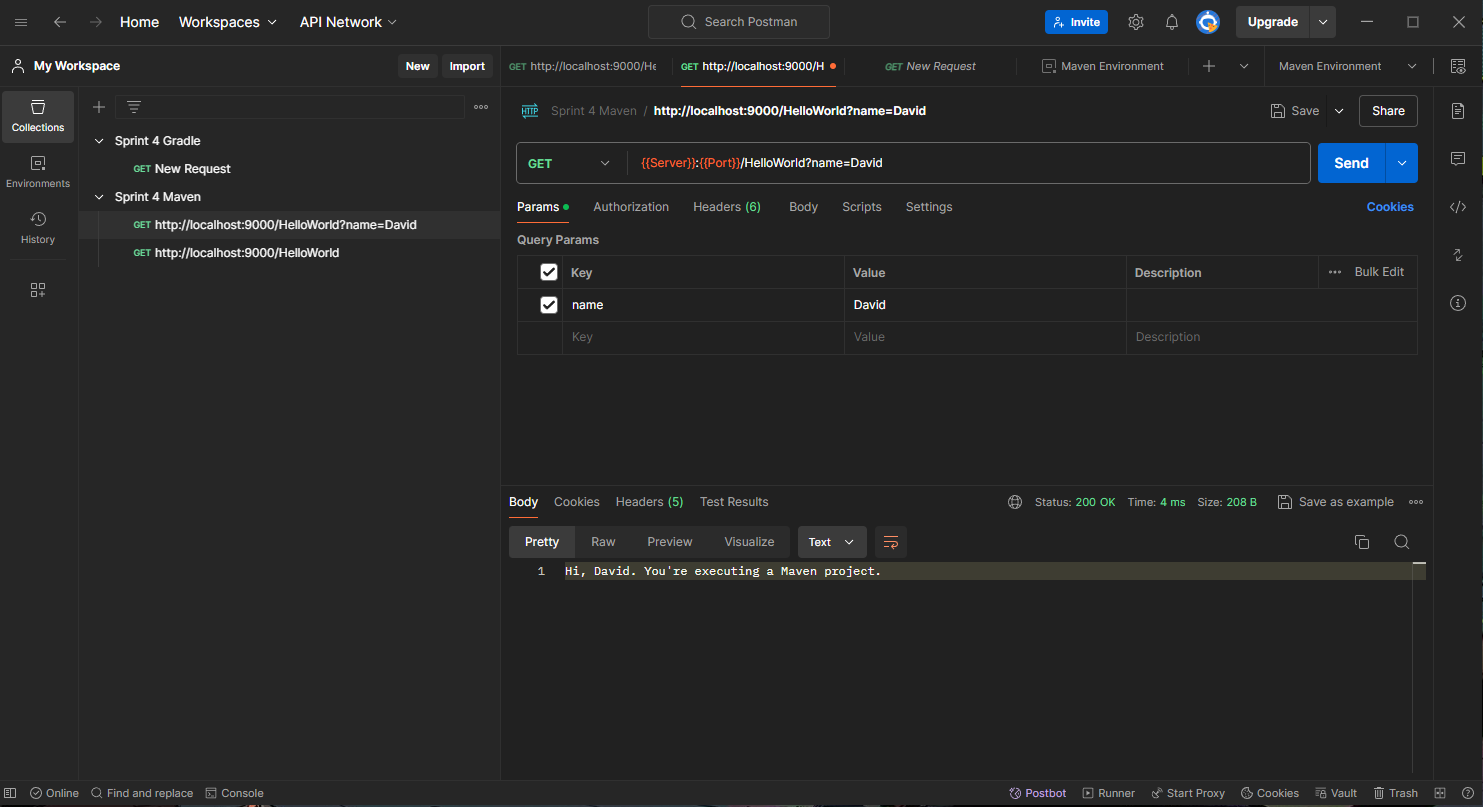 Home Workspaces API Network Search Postman Invite Upgrade
My Workspace New Import GET http://localhost:9000/He GET http://localhost:9000/H GET New Request Maven Environment Maven Environment
Collections
Environments
History
Sprint 4 Gradle
GET New Request
Sprint 4 Maven
GET http://localhost:9000/HelloWorld?name=David
GET http://localhost:9000/HelloWorld
HTTP Sprint 4 Maven / http://localhost:9000/HelloWorld?name=David Save Share
GET {{Server}}:{{Port}}/HelloWorld?name=David Send
Params Authorization Headers (6) Body Scripts Settings Cookies
Query Params
Key Value Description Bulk Edit
name David
Key Value Description
Body Cookies Headers (5) Test Results Status: 200 OK Time: 4 ms Size: 208 B Save as example
Pretty Raw Preview Visualize Text
1 Hi, David. You're executing a Maven project.
Online Find and replace Console Postbot Runner Start Proxy Cookies Vault Trash